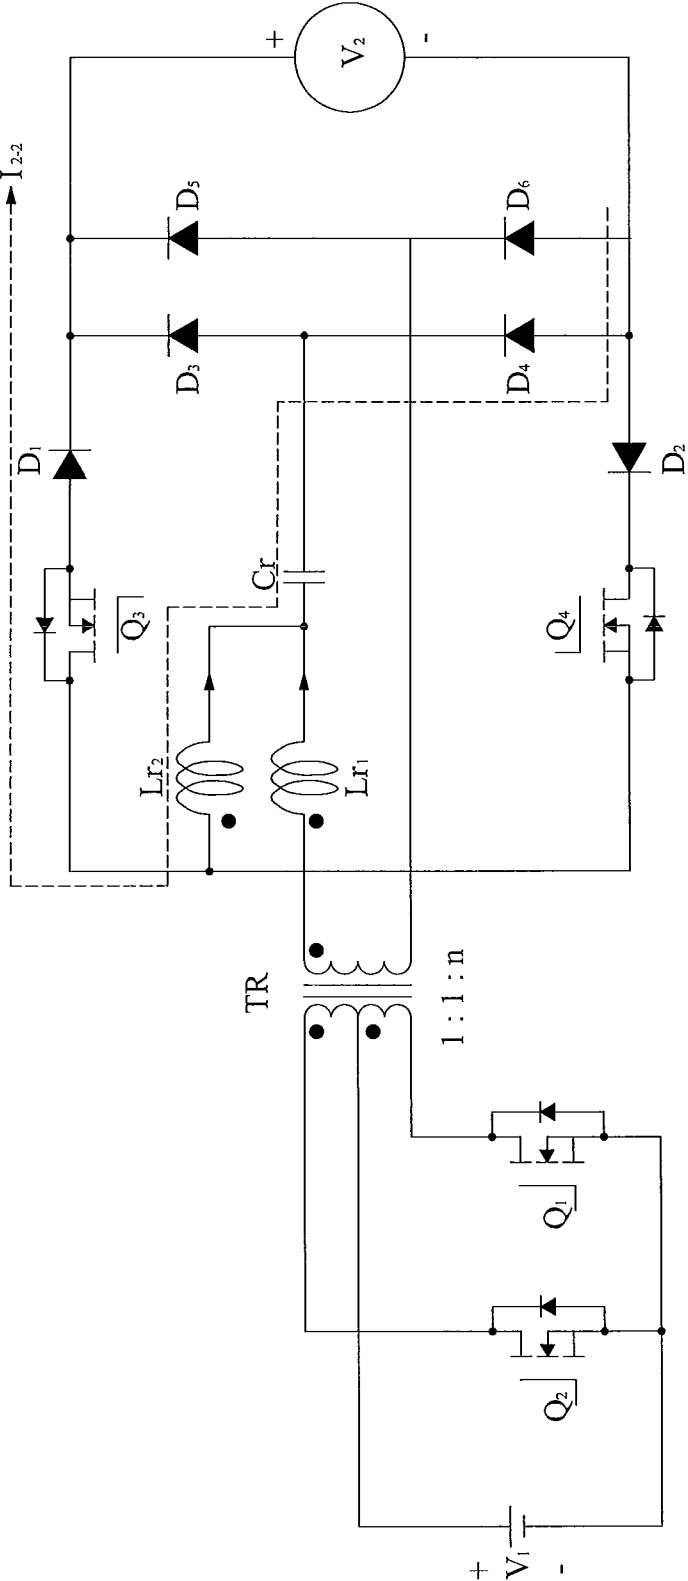 I2-2
+
V2
-
D5
D6
D3
D4
D1
D2
Cr
Q3
Q4
Lr2
Lr1
TR
1 : 1 : n
Q1
Q2
+
V1
-